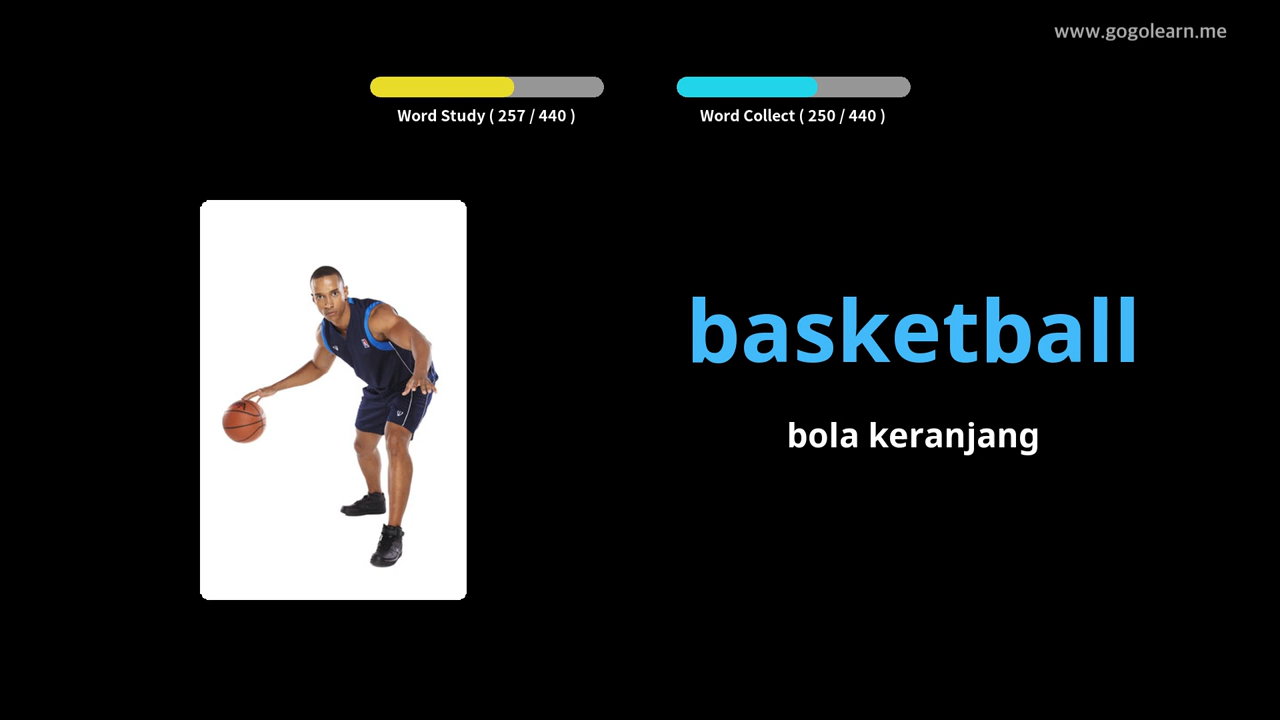 www.gogolearn.me
Word Study ( 257 / 440 )
Word Collect ( 250 / 440 )
basketball
bola keranjang